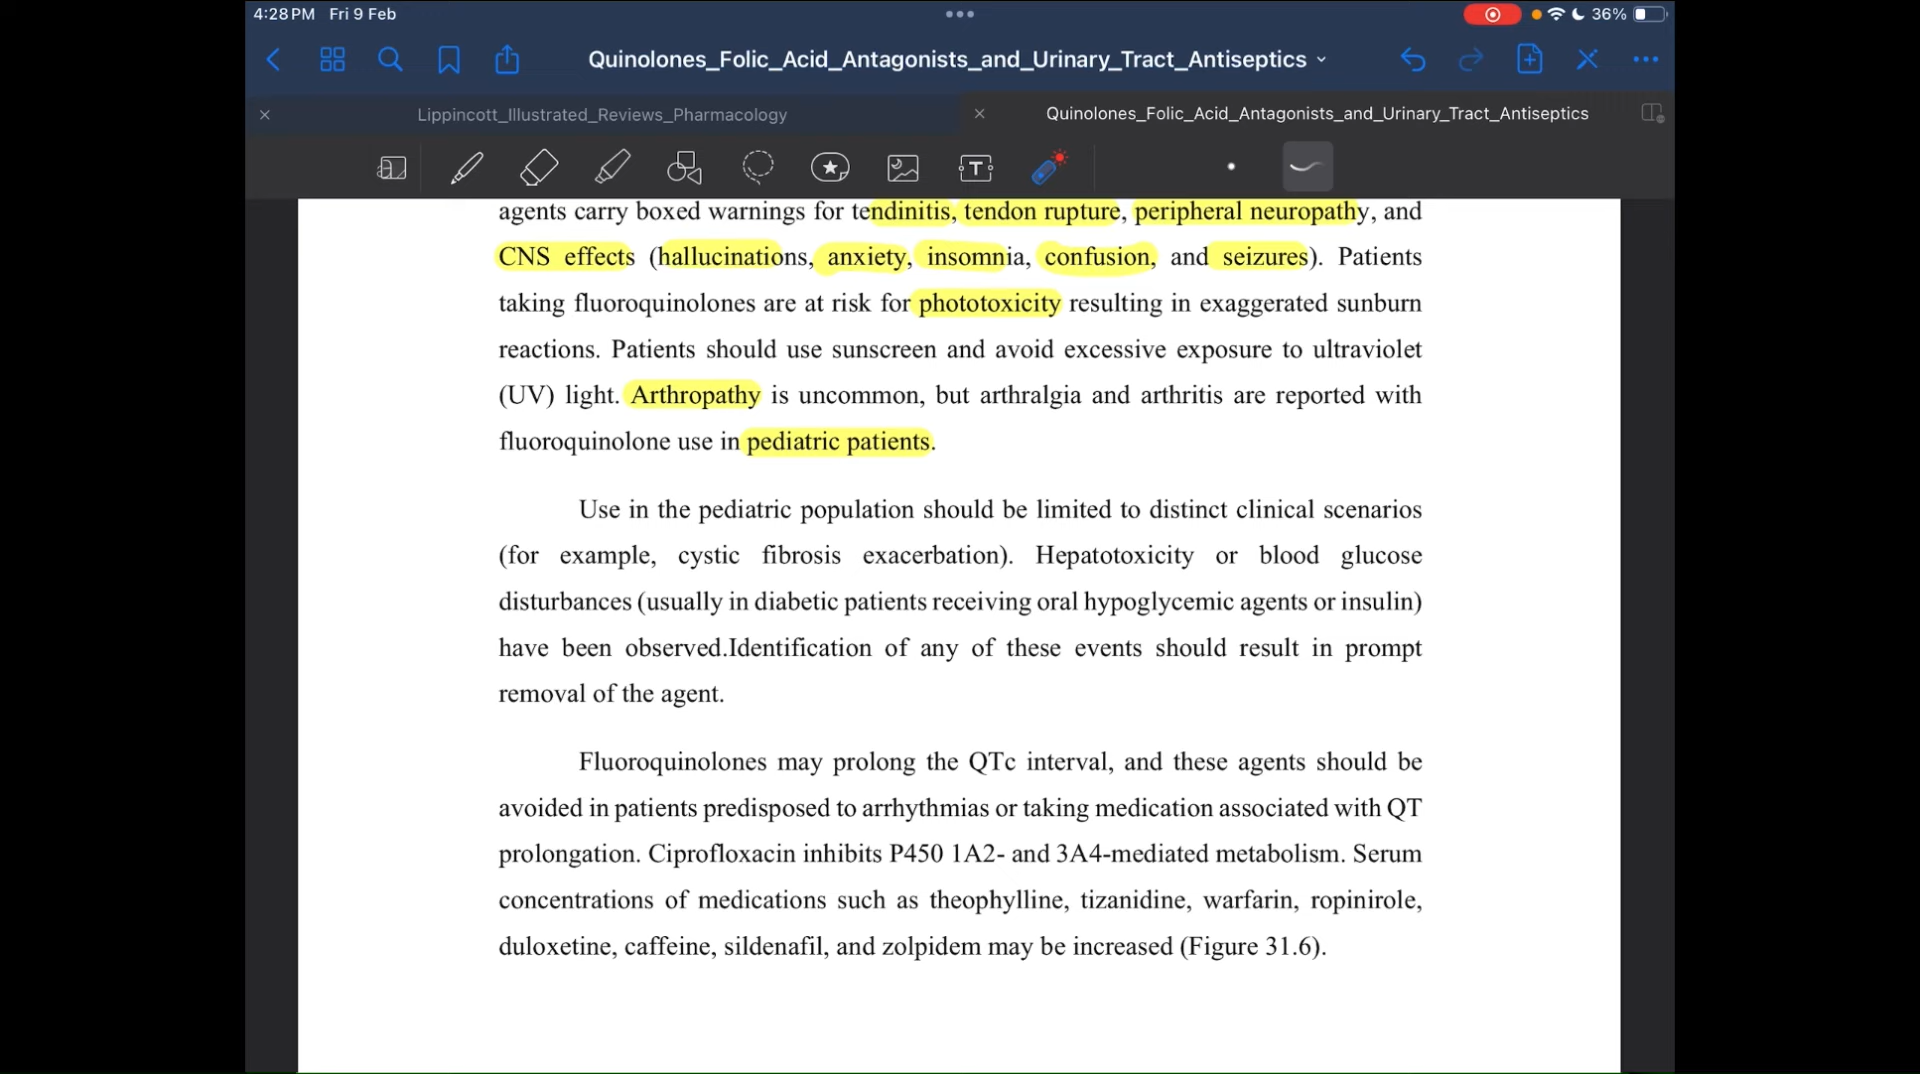 4:28 PM Fri 9 Feb
36%
Quinolones_Folic_Acid_Antagonists_and_Urinary_Tract_Antiseptics
Lippincott_Illustrated_Reviews_Pharmacology
Quinolones_Folic_Acid_Antagonists_and_Urinary_Tract_Antiseptics
agents carry boxed warnings for tendinitis, tendon rupture, peripheral neuropathy, and
CNS effects (hallucinations, anxiety, insomnia, confusion, and seizures). Patients
taking fluoroquinolones are at risk for phototoxicity resulting in exaggerated sunburn
reactions. Patients should use sunscreen and avoid excessive exposure to ultraviolet
(UV) light. Arthropathy is uncommon, but arthralgia and arthritis are reported with
fluoroquinolone use in pediatric patients.
Use in the pediatric population should be limited to distinct clinical scenarios
(for example, cystic fibrosis exacerbation). Hepatotoxicity or blood glucose
disturbances (usually in diabetic patients receiving oral hypoglycemic agents or insulin)
have been observed.Identification of any of these events should result in prompt
removal of the agent.
Fluoroquinolones may prolong the QTc interval, and these agents should be
avoided in patients predisposed to arrhythmias or taking medication associated with QT
prolongation. Ciprofloxacin inhibits P450 1A2- and 3A4-mediated metabolism. Serum
concentrations of medications such as theophylline, tizanidine, warfarin, ropinirole,
duloxetine, caffeine, sildenafil, and zolpidem may be increased (Figure 31.6).